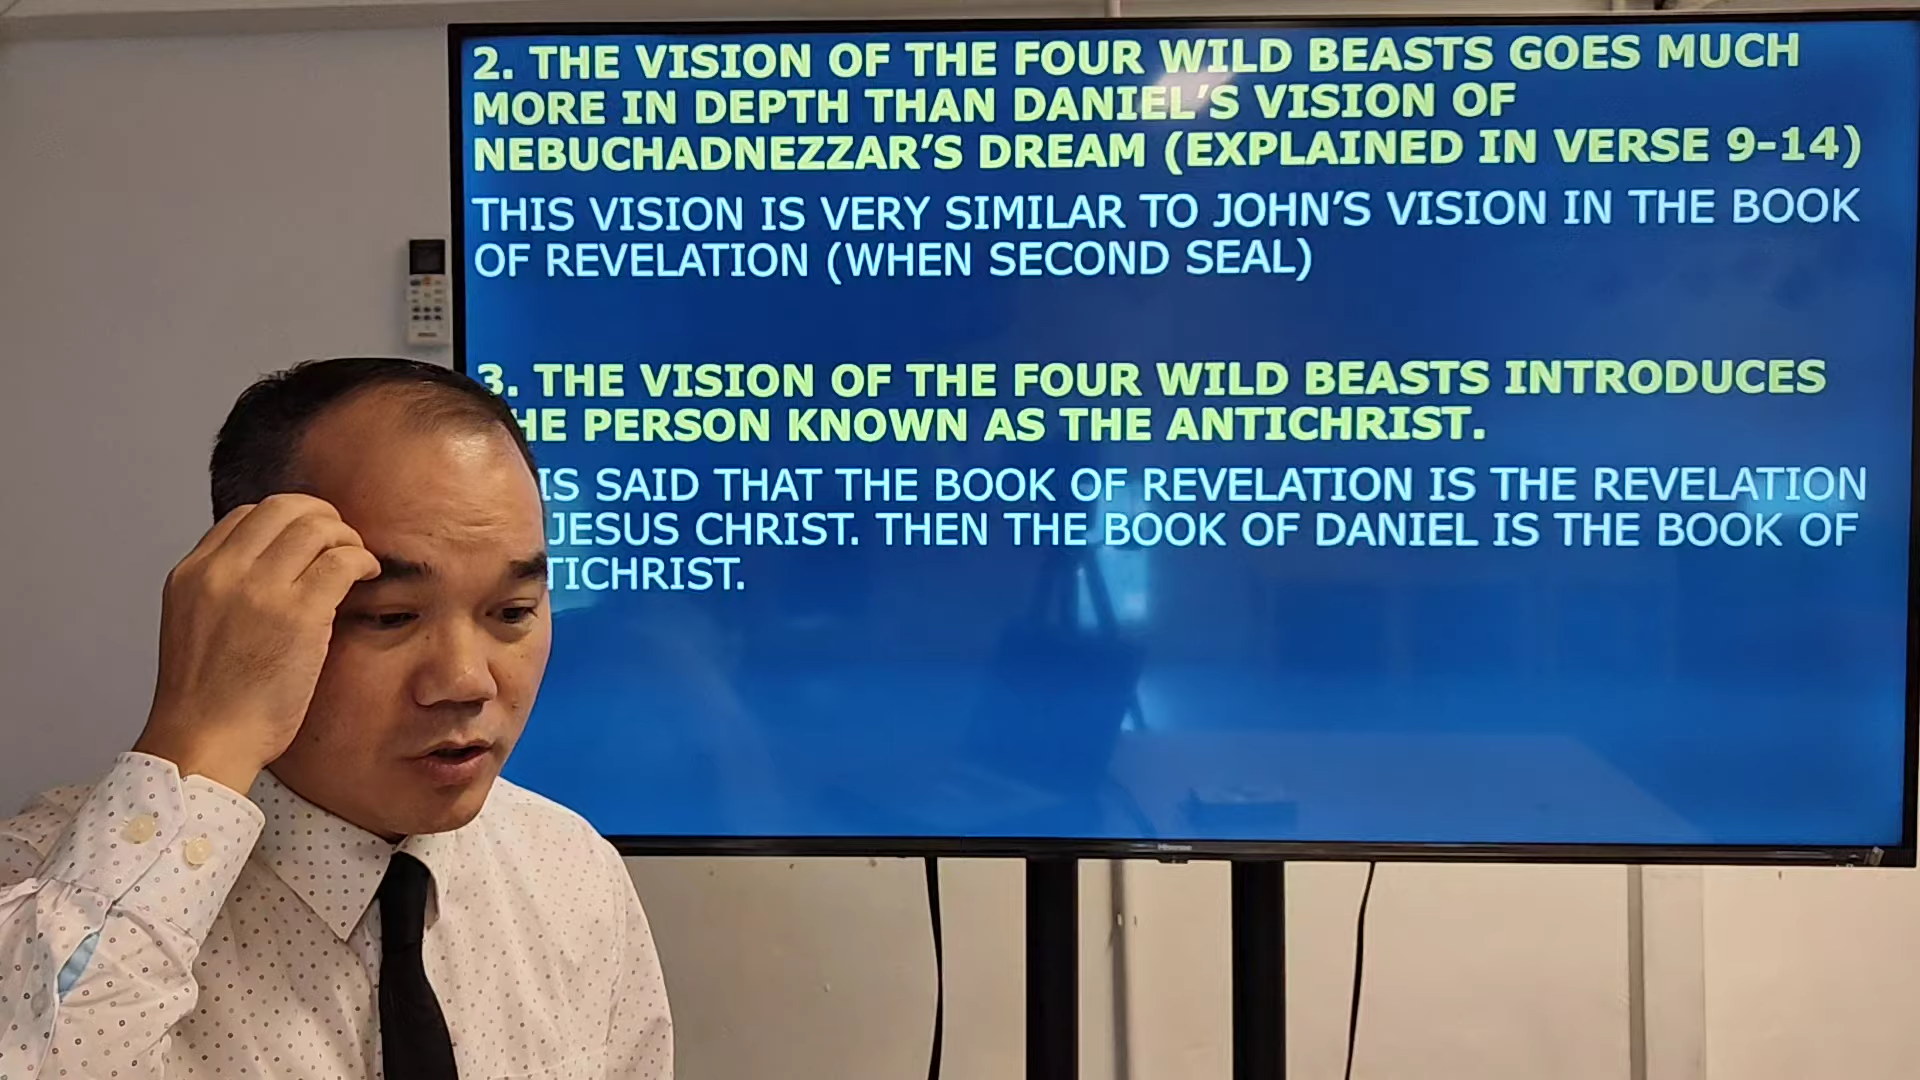 2. THE VISION OF THE FOUR WILD BEASTS GOES MUCH
MORE IN DEPTH THAN DANIEL'S VISION OF
NEBUCHADNEZZAR'S DREAM (EXPLAINED IN VERSE 9-14)
THIS VISION IS VERY SIMILAR TO JOHN'S VISION IN THE BOOK
OF REVELATION (WHEN SECOND SEAL)
3. THE VISION OF THE FOUR WILD BEASTS INTRODUCES
HE PERSON KNOWN AS THE ANTICHRIST.
IS SAID THAT THE BOOK OF REVELATION IS THE REVELATION
JESUS CHRIST. THEN THE BOOK OF DANIEL IS THE BOOK OF
TICHRIST.
Hisense